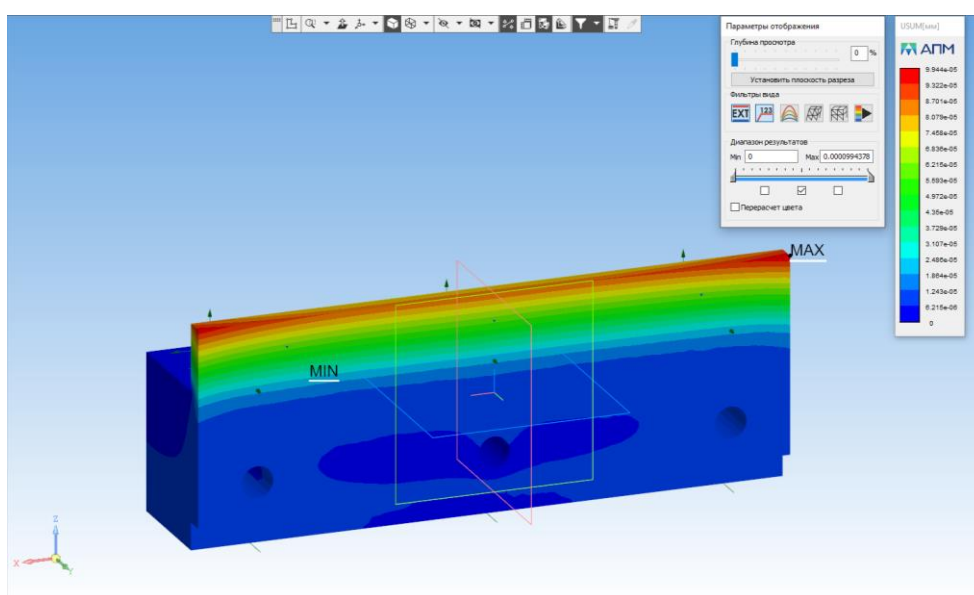 Параметры отображения
Глубина просмотра
0 %
Установить плоскость разреза
Фильтры вида
EXT 123
Диапазон результатов
Min 0 Max 0.0000994378
Перерасчет цвета
USUM[мм]
АПМ
9.944e-05
9.322e-05
8.701e-05
8.079e-05
7.458e-05
6.836e-05
6.215e-05
5.593e-05
4.972e-05
4.35e-05
3.729e-05
3.107e-05
2.486e-05
1.864e-05
1.243e-05
6.215e-06
0
MAX
MIN
Z
X
Y